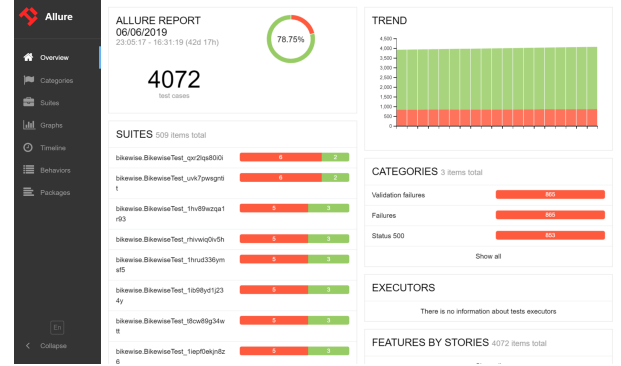 Allure
Overview
Categories
Suites
Graphs
Timeline
Behaviors
Packages
En
Collapse
ALLURE REPORT
06/06/2019
23:05:17 - 16:31:19 (42d 17h)
4072
test cases
78.75%
SUITES 509 items total
bikewise.BikewiseTest_qxr2lqs80i0i
6 2
bikewise.BikewiseTest_uvk7pwsgnti
t
6 2
bikewise.BikewiseTest_1hv89wzqa1
r93
5 3
bikewise.BikewiseTest_rhivwiq0iv5h
5 3
bikewise.BikewiseTest_1hrud336ym
sf5
5 3
bikewise.BikewiseTest_1ib98yd1j23
4y
5 3
bikewise.BikewiseTest_t8cw89g34w
tt
5 3
bikewise.BikewiseTest_1iepf0ekjn8z
6
5 3
TREND
4,500
4,000
3,500
3,000
2,500
2,000
1,500
1,000
500
0
CATEGORIES 3 items total
Validation failures
865
Failures
865
Status 500
853
Show all
EXECUTORS
There is no information about tests executors
FEATURES BY STORIES 4072 items total